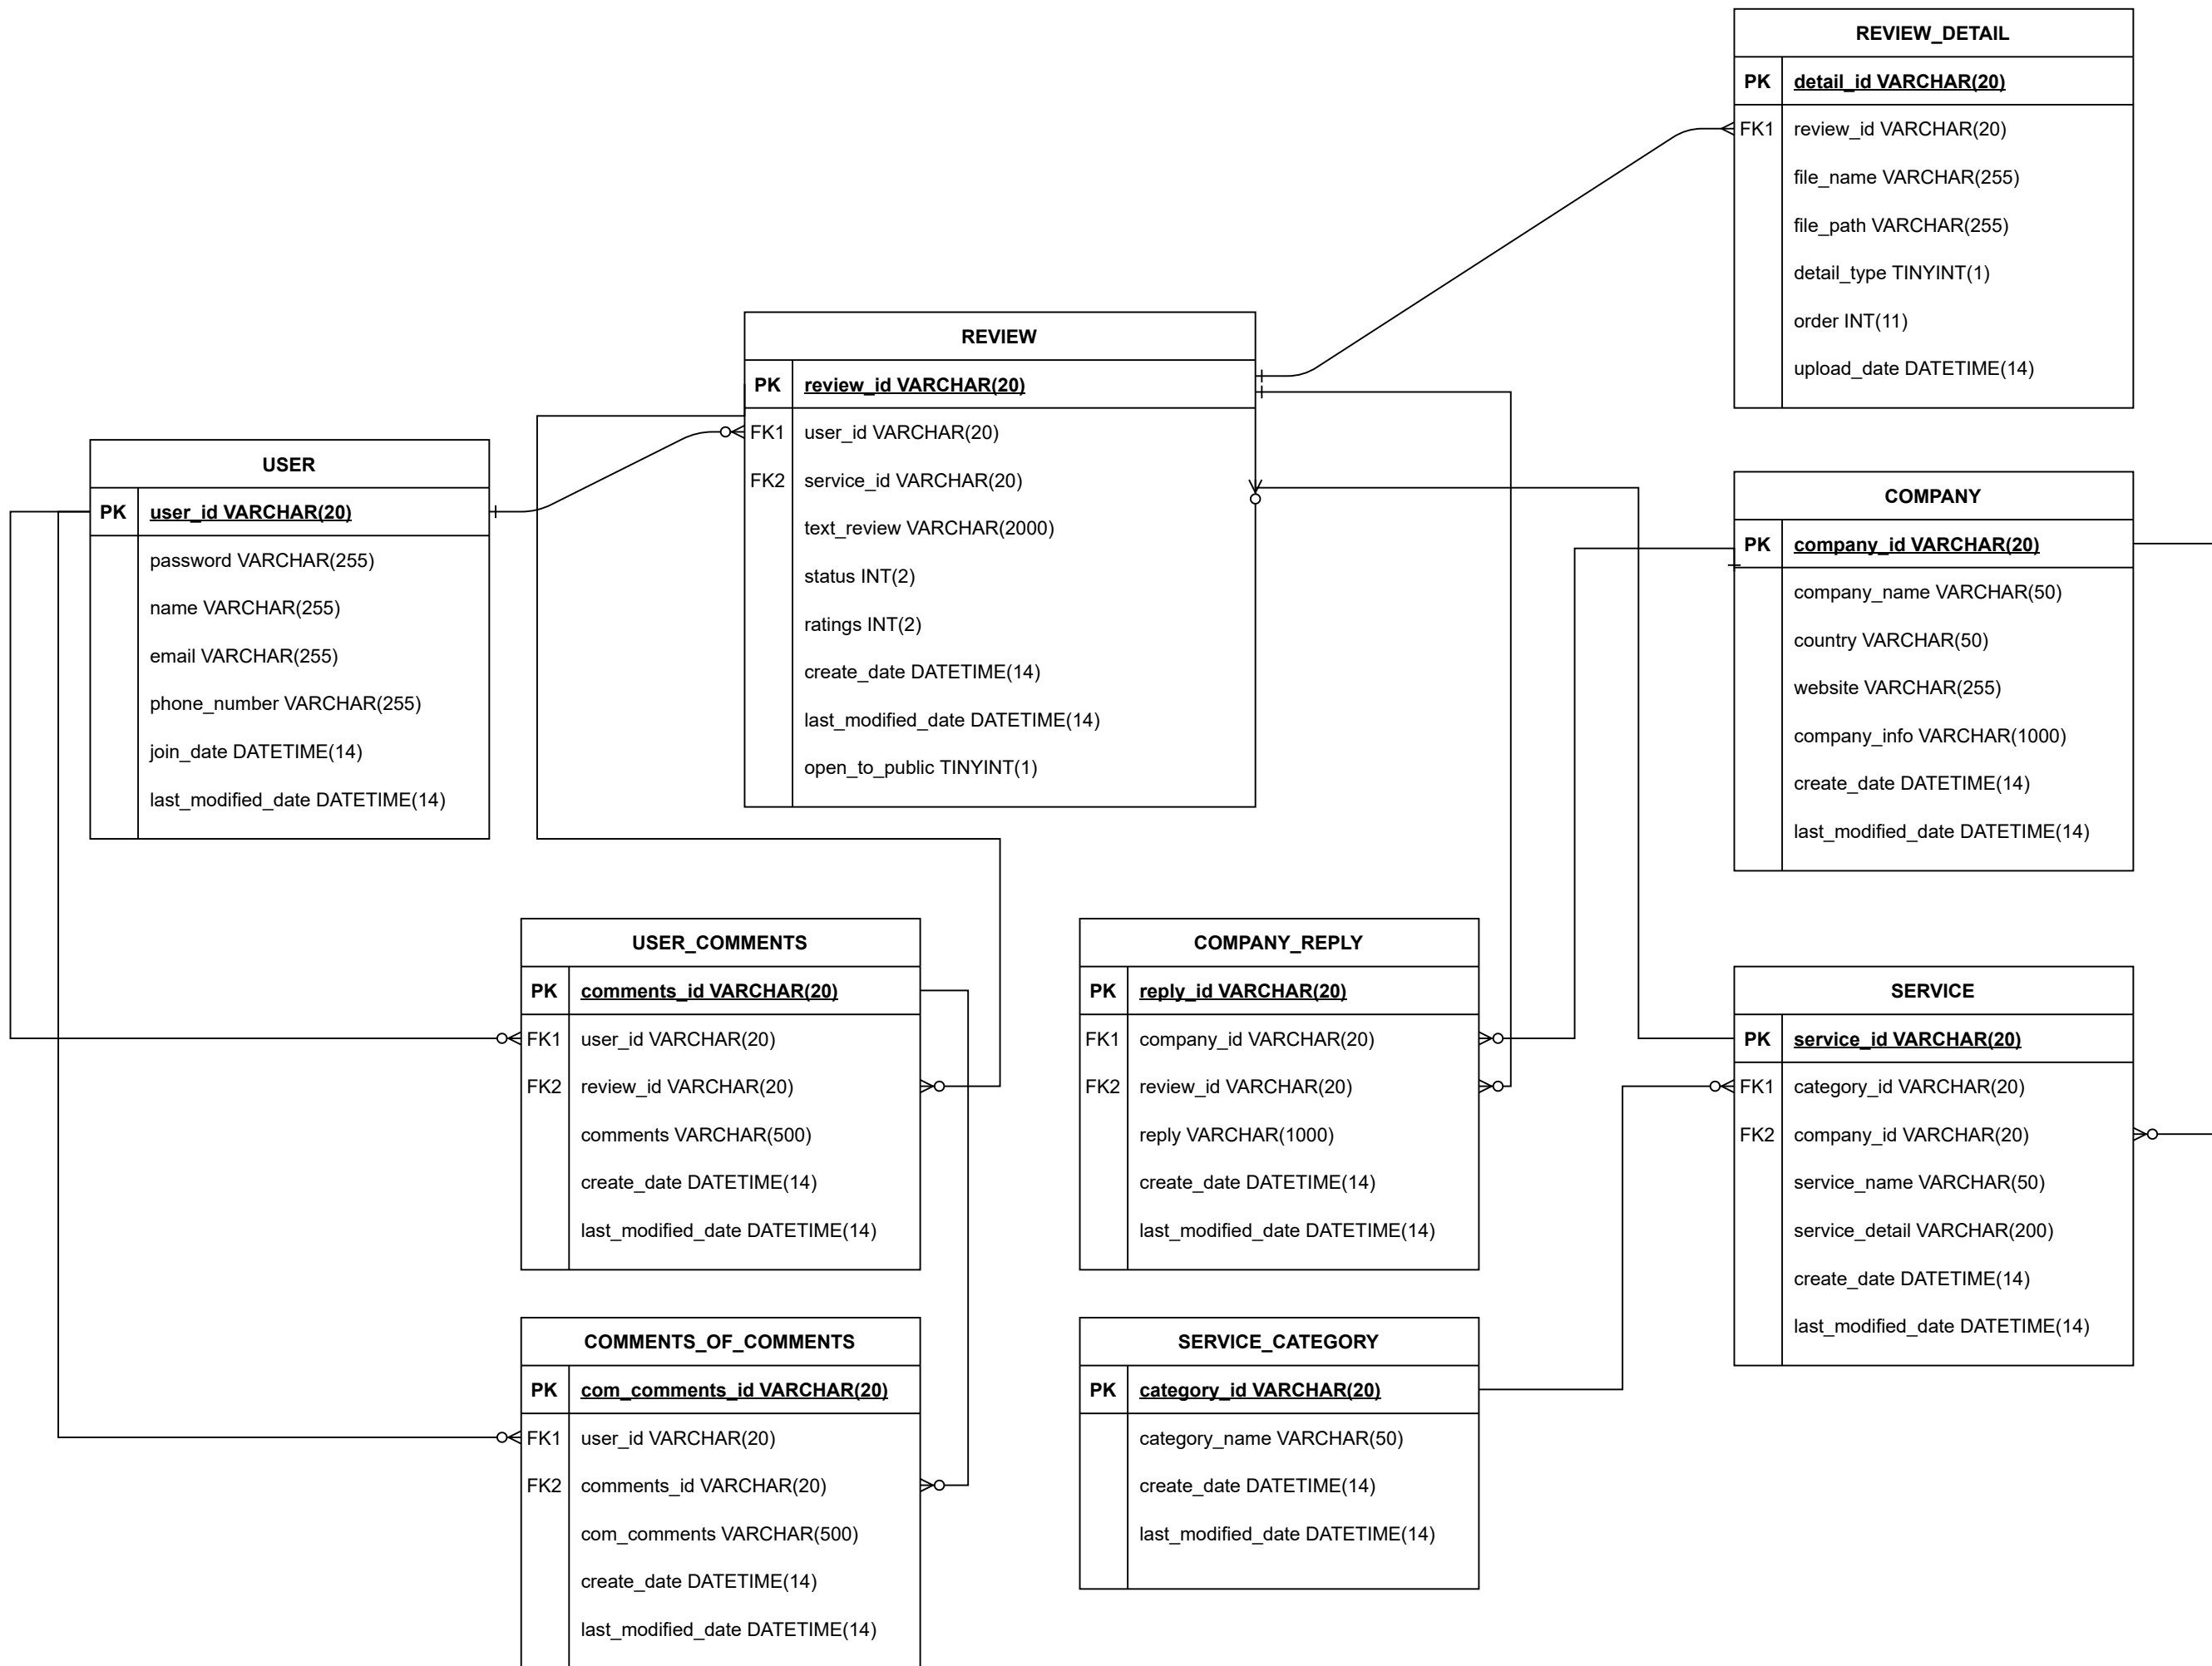 REVIEW_DETAIL
PK detail_id VARCHAR(20)
FK1 review_id VARCHAR(20)
file_name VARCHAR(255)
file_path VARCHAR(255)
detail_type TINYINT(1)
order INT(11)
upload_date DATETIME(14)
REVIEW
PK review_id VARCHAR(20)
FK1 user_id VARCHAR(20)
FK2 service_id VARCHAR(20)
text_review VARCHAR(2000)
status INT(2)
ratings INT(2)
create_date DATETIME(14)
last_modified_date DATETIME(14)
open_to_public TINYINT(1)
USER
PK user_id VARCHAR(20)
password VARCHAR(255)
name VARCHAR(255)
email VARCHAR(255)
phone_number VARCHAR(255)
join_date DATETIME(14)
last_modified_date DATETIME(14)
COMPANY
PK company_id VARCHAR(20)
company_name VARCHAR(50)
country VARCHAR(50)
website VARCHAR(255)
company_info VARCHAR(1000)
create_date DATETIME(14)
last_modified_date DATETIME(14)
USER_COMMENTS
PK comments_id VARCHAR(20)
FK1 user_id VARCHAR(20)
FK2 review_id VARCHAR(20)
comments VARCHAR(500)
create_date DATETIME(14)
last_modified_date DATETIME(14)
COMPANY_REPLY
PK reply_id VARCHAR(20)
FK1 company_id VARCHAR(20)
FK2 review_id VARCHAR(20)
reply VARCHAR(1000)
create_date DATETIME(14)
last_modified_date DATETIME(14)
SERVICE
PK service_id VARCHAR(20)
FK1 category_id VARCHAR(20)
FK2 company_id VARCHAR(20)
service_name VARCHAR(50)
service_detail VARCHAR(200)
create_date DATETIME(14)
last_modified_date DATETIME(14)
COMMENTS_OF_COMMENTS
PK com_comments_id VARCHAR(20)
FK1 user_id VARCHAR(20)
FK2 comments_id VARCHAR(20)
com_comments VARCHAR(500)
create_date DATETIME(14)
last_modified_date DATETIME(14)
SERVICE_CATEGORY
PK category_id VARCHAR(20)
category_name VARCHAR(50)
create_date DATETIME(14)
last_modified_date DATETIME(14)